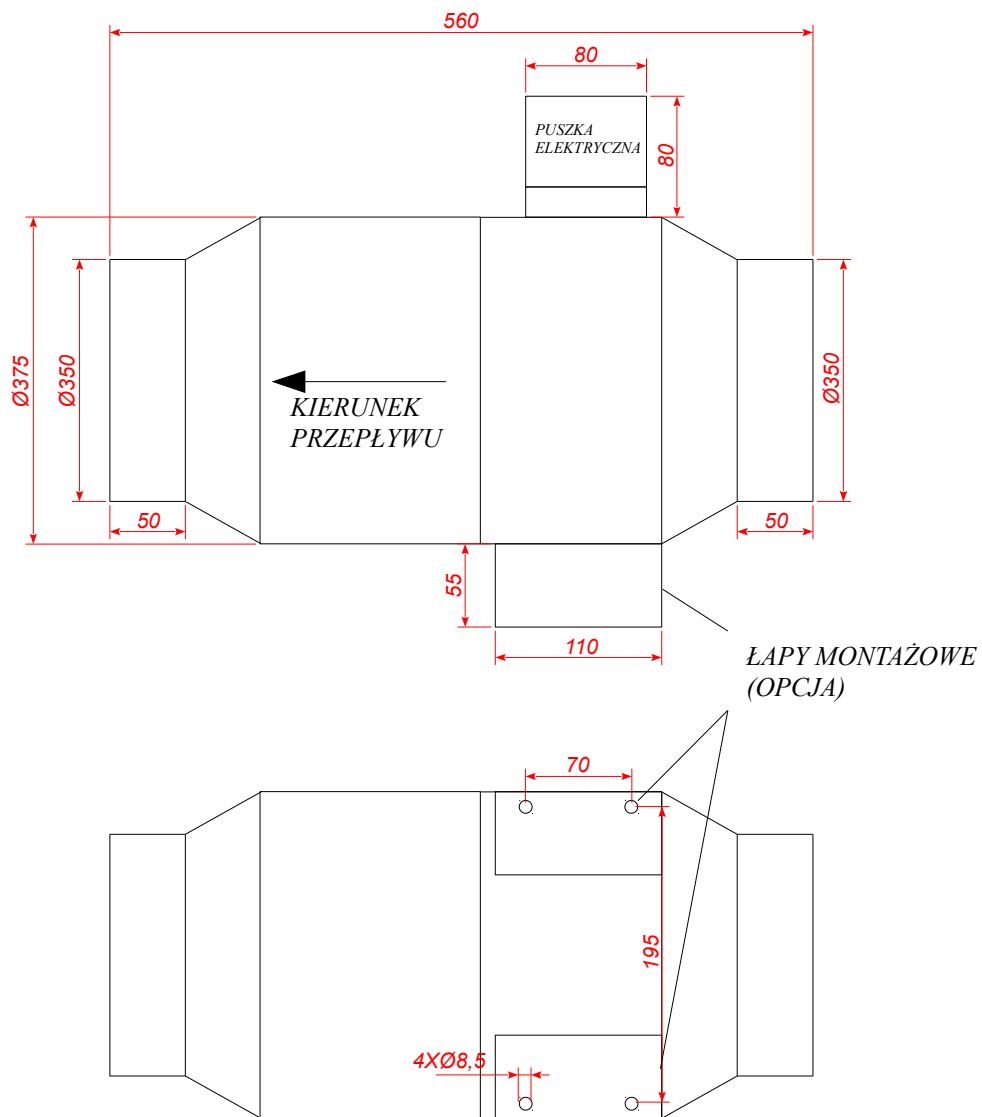 560
80
PUSZKA
ELEKTRYCZNA
80
Ø375
Ø350
Ø350
KIERUNEK
PRZEPŁYWU
50
50
55
110
ŁAPY MONTAŻOWE
(OPCJA)
70
195
4XØ8,5